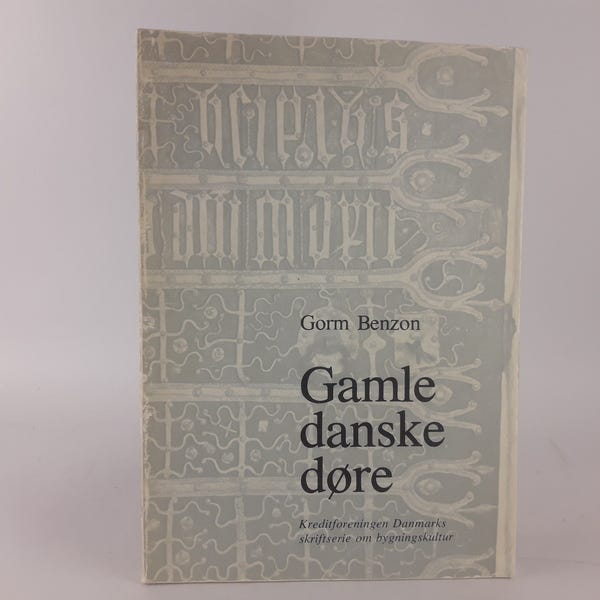 Gorm Benzon
Gamle
danske
døre
Kreditforeningen Danmarks
skriftserie om bygningskultur